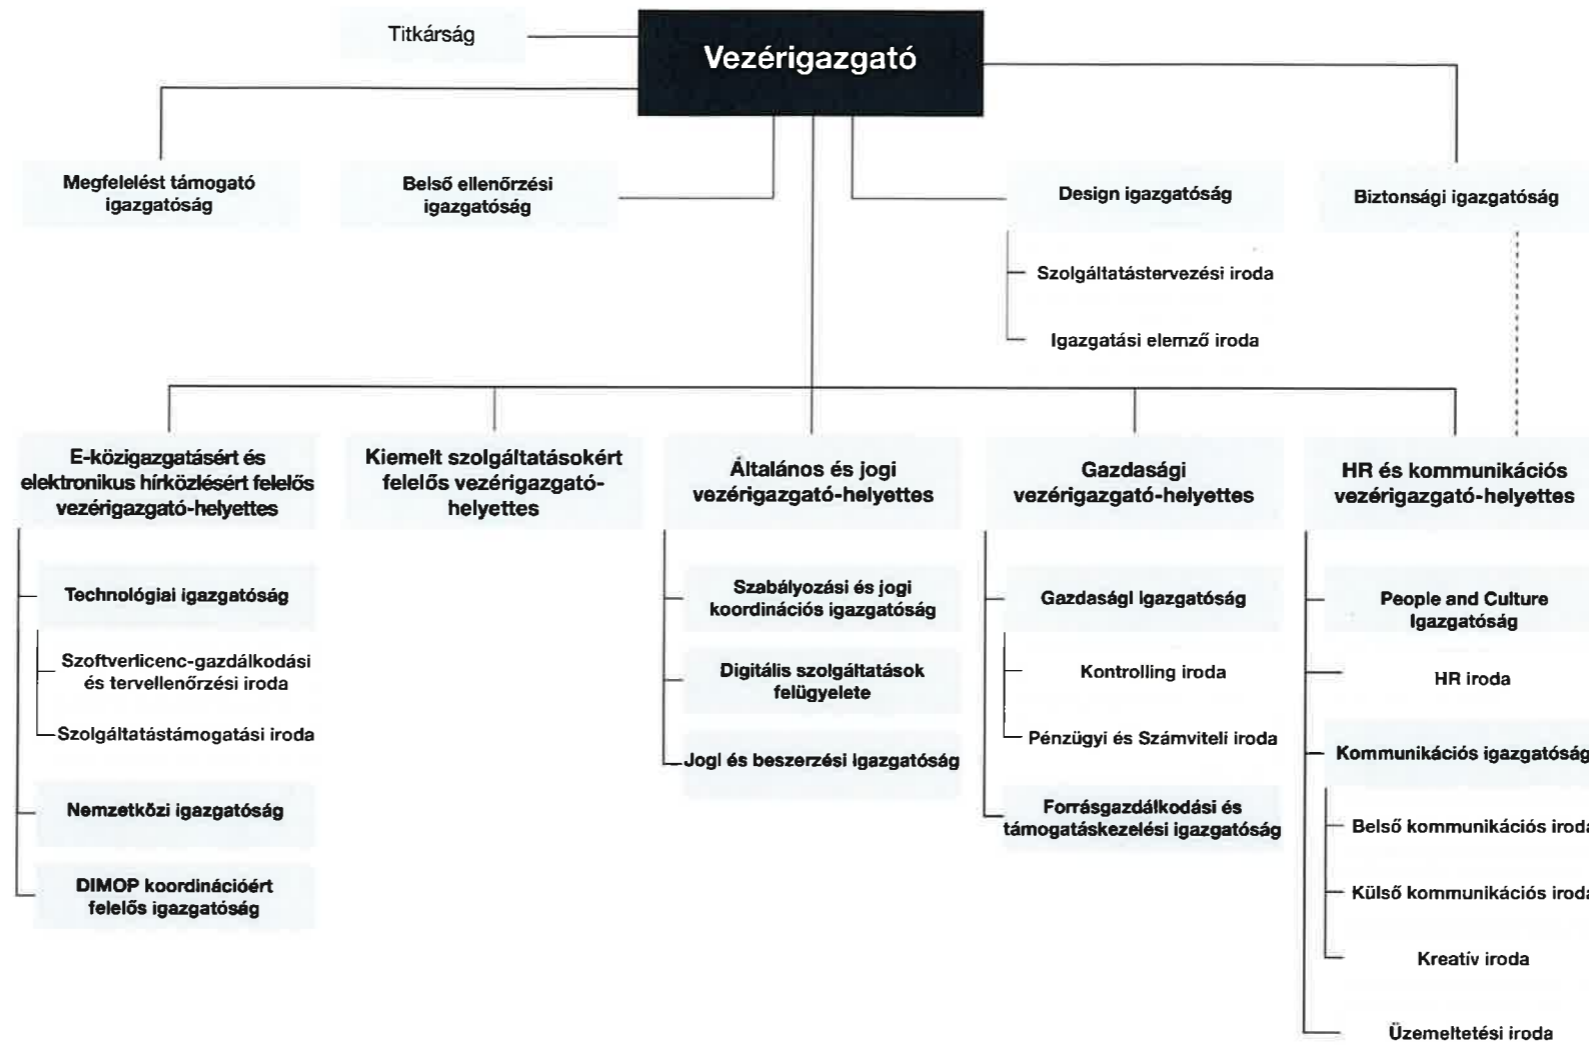 Titkárság
Vezérigazgató
Megfelelést támogató
igazgatóság
Belső ellenőrzési
igazgatóság
Design igazgatóság
Biztonsági igazgatóság
Szolgáltatástervezési iroda
Igazgatási elemző iroda
E-közigazgatásért és
elektronikus hírközlésért felelős
vezérigazgató-helyettes
Kiemelt szolgáltatásokért
felelős vezérigazgató-
helyettes
Általános és jogi
vezérigazgató-helyettes
Gazdasági
vezérigazgató-helyettes
HR és kommunikációs
vezérigazgató-helyettes
Technológiai igazgatóság
Szoftverlicenc-gazdálkodási
és tervellenőrzési iroda
Szolgáltatástámogatási iroda
Nemzetközi igazgatóság
DIMOP koordinációért
felelős igazgatóság
Szabályozási és jogi
koordinációs igazgatóság
Digitális szolgáltatások
felügyelete
Jogi és beszerzési igazgatóság
Gazdasági igazgatóság
Kontrolling iroda
Pénzügyi és Számviteli iroda
Forrásgazdálkodási és
támogatáskezelési igazgatóság
People and Culture
Igazgatóság
HR iroda
Kommunikációs igazgatóság
Belső kommunikációs iroda
Külső kommunikációs iroda
Kreatív iroda
Üzemeltetési iroda